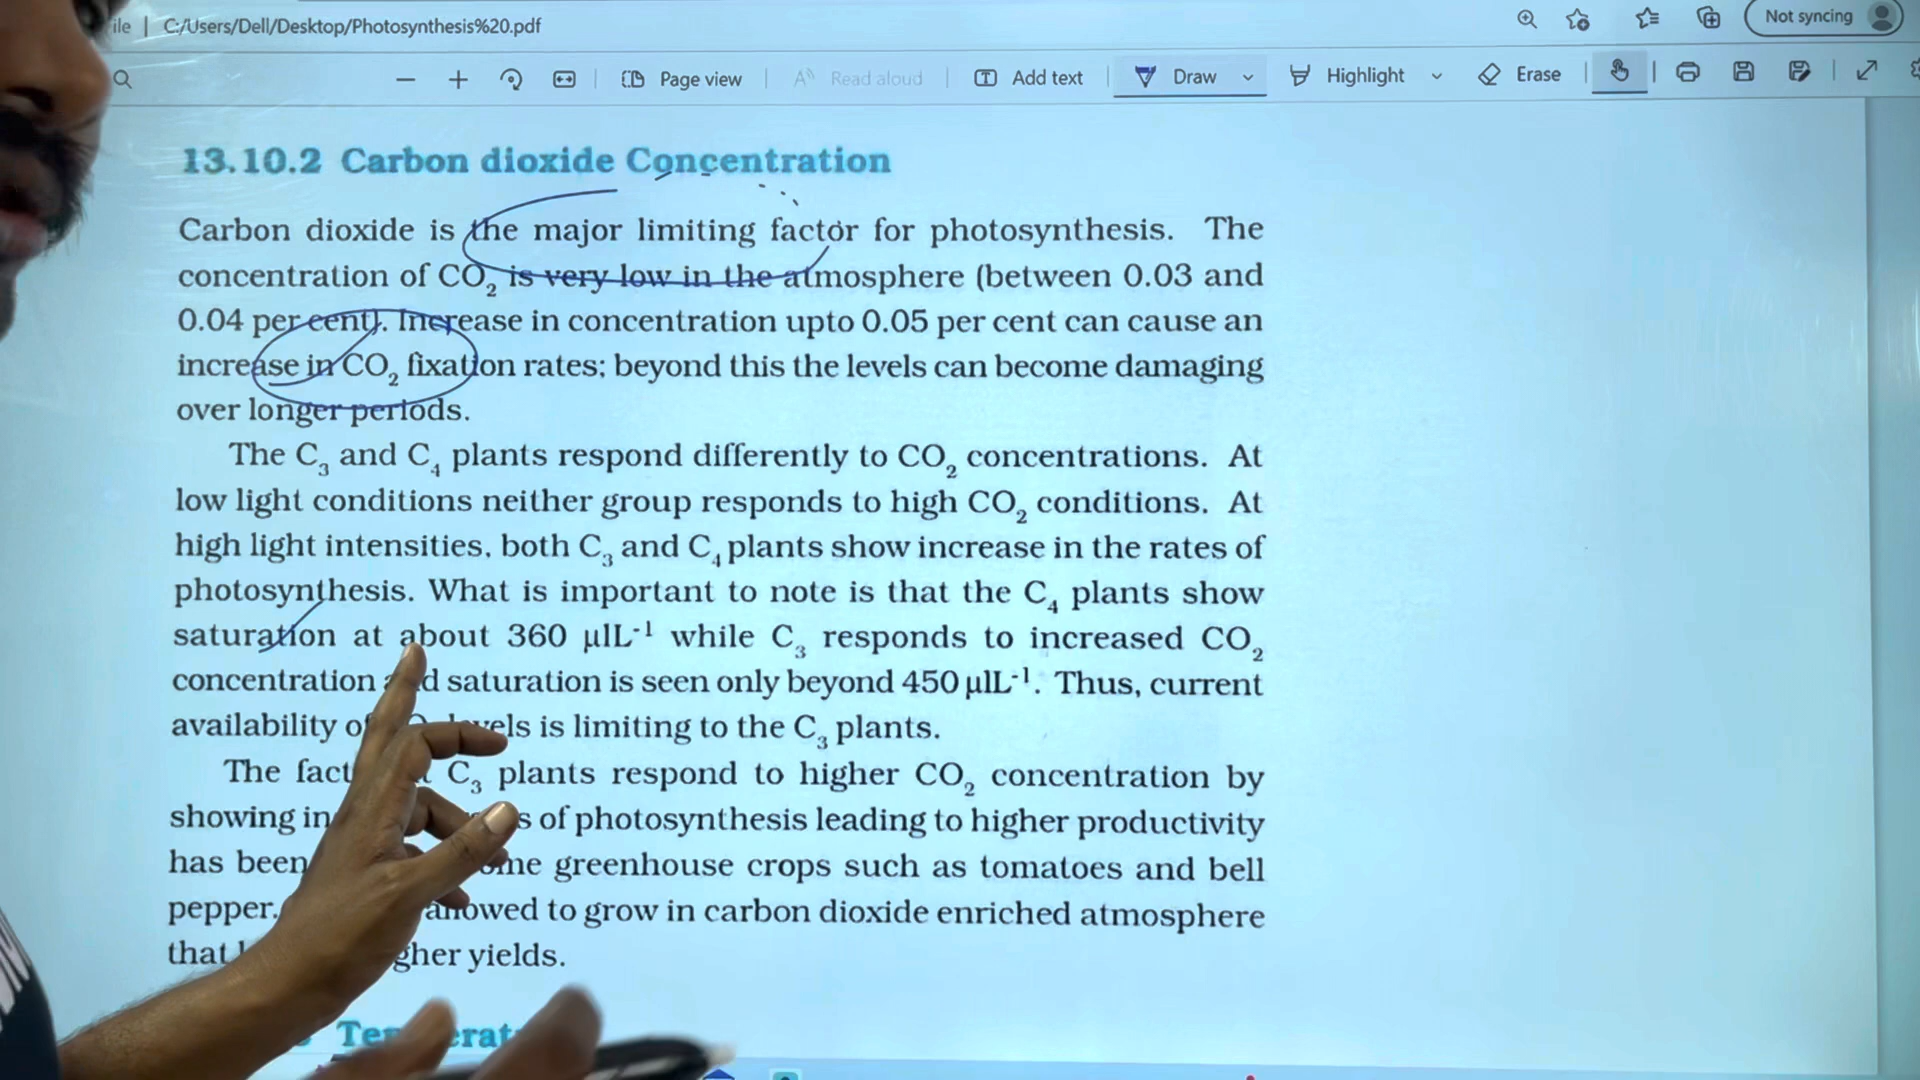 ile | C:/Users/Dell/Desktop/Photosynthesis%20.pdf Not syncing
Page view Read aloud Add text Draw Highlight Erase
13.10.2 Carbon dioxide Concentration
Carbon dioxide is the major limiting factor for photosynthesis. The
concentration of CO₂ is very low in the atmosphere (between 0.03 and
0.04 per cent). Increase in concentration upto 0.05 per cent can cause an
increase in CO₂ fixation rates; beyond this the levels can become damaging
over longer periods.
The C₃ and C₄ plants respond differently to CO₂ concentrations. At
low light conditions neither group responds to high CO₂ conditions. At
high light intensities, both C₃ and C₄ plants show increase in the rates of
photosynthesis. What is important to note is that the C₄ plants show
saturation at about 360 µlL⁻¹ while C₃ responds to increased CO₂
concentration saturation is seen only beyond 450 µlL⁻¹. Thus, current
availability is limiting to the C₃ plants.
The fact C₃ plants respond to higher CO₂ concentration by
showing of photosynthesis leading to higher productivity
has been greenhouse crops such as tomatoes and bell
pepper. allowed to grow in carbon dioxide enriched atmosphere
that yields.